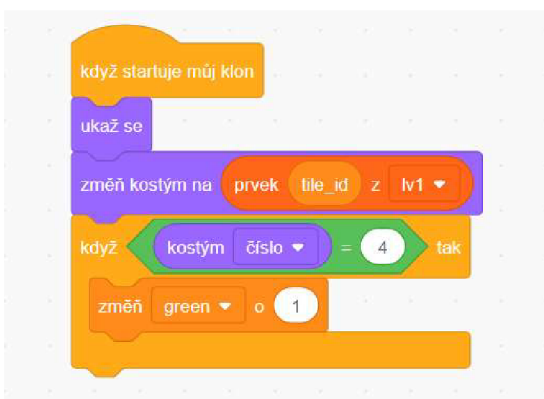 když startuje můj klon
ukaž se
změň kostým na prvek tile_id z lv1
když kostým číslo = 4 tak
změň green o 1